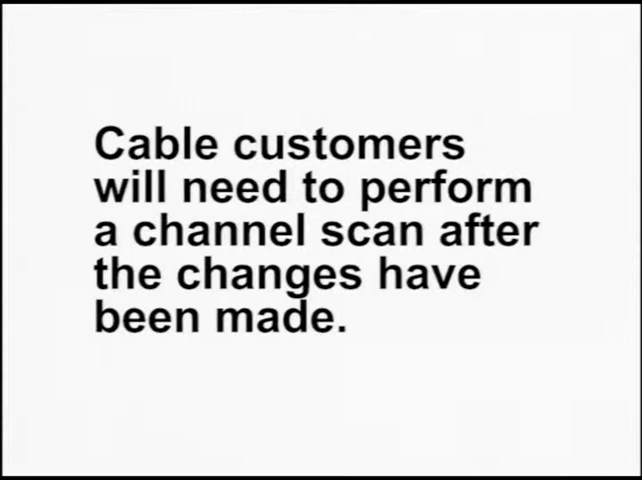 Cable customers
will need to perform
a channel scan after
the changes have
been made.